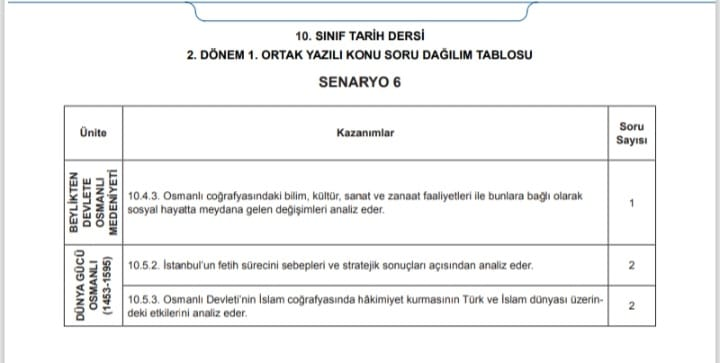 10. SINIF TARİH DERSİ
2. DÖNEM 1. ORTAK YAZILI KONU SORU DAĞILIM TABLOSU
SENARYO 6
Ünite
Kazanımlar
Soru
Sayısı
BEYLİKTEN
DEVLETE
OSMANLI
MEDENİYETİ
10.4.3. Osmanlı coğrafyasındaki bilim, kültür, sanat ve zanaat faaliyetleri ile bunlara bağlı olarak
sosyal hayatta meydana gelen değişimleri analiz eder.
1
DÜNYA GÜCÜ
OSMANLI
(1453-1595)
10.5.2. İstanbul'un fetih sürecini sebepleri ve stratejik sonuçları açısından analiz eder.
2
10.5.3. Osmanlı Devleti'nin İslam coğrafyasında hâkimiyet kurmasının Türk ve İslam dünyası üzerin-
deki etkilerini analiz eder.
2